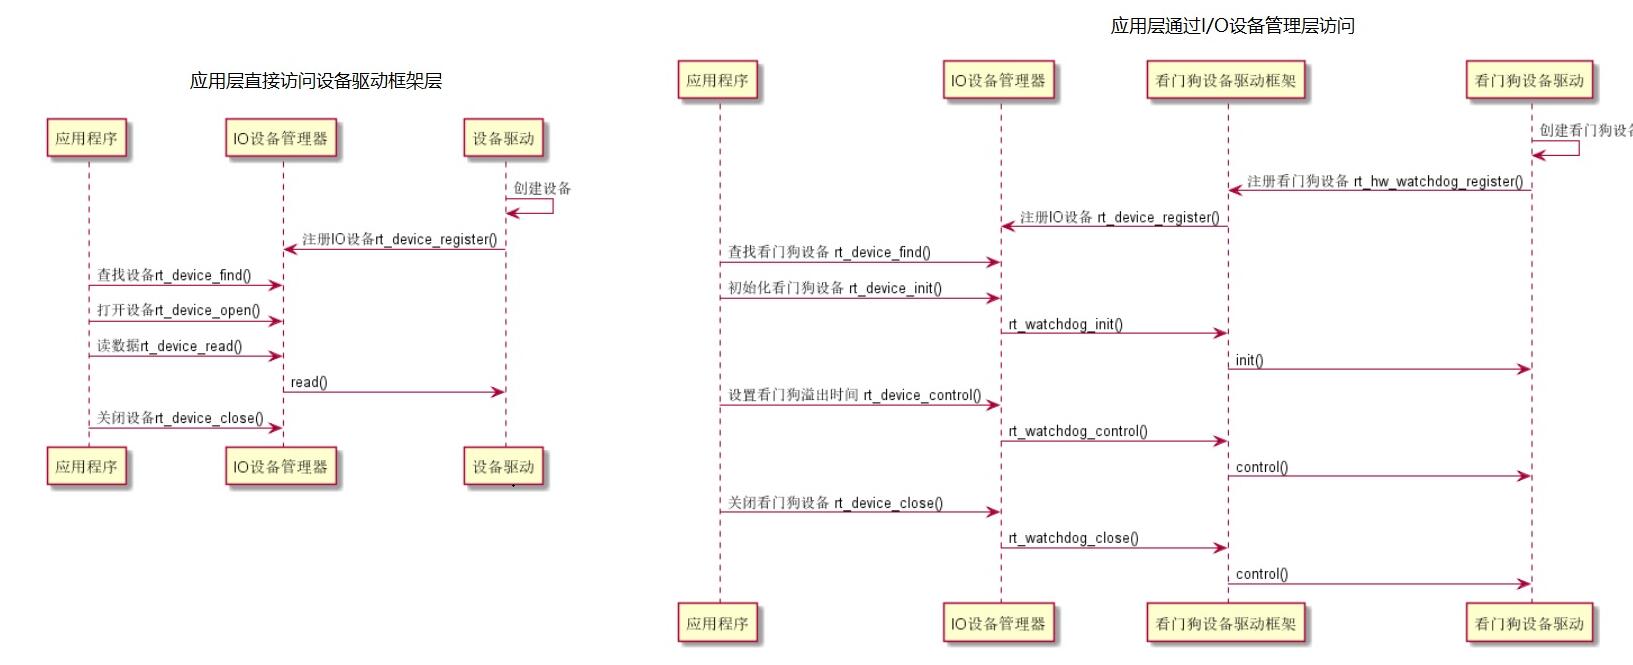 应用层直接访问设备驱动框架层
应用程序
IO设备管理器
设备驱动
创建设备
注册IO设备rt_device_register()
查找设备rt_device_find()
打开设备rt_device_open()
读数据rt_device_read()
read()
关闭设备rt_device_close()
应用程序
IO设备管理器
设备驱动
应用层通过I/O设备管理层访问
应用程序
IO设备管理器
看门狗设备驱动框架
看门狗设备驱动
创建看门狗设备
注册看门狗设备 rt_hw_watchdog_register()
注册IO设备 rt_device_register()
查找看门狗设备 rt_device_find()
初始化看门狗设备 rt_device_init()
rt_watchdog_init()
init()
设置看门狗溢出时间 rt_device_control()
rt_watchdog_control()
control()
关闭看门狗设备 rt_device_close()
rt_watchdog_close()
control()
应用程序
IO设备管理器
看门狗设备驱动框架
看门狗设备驱动